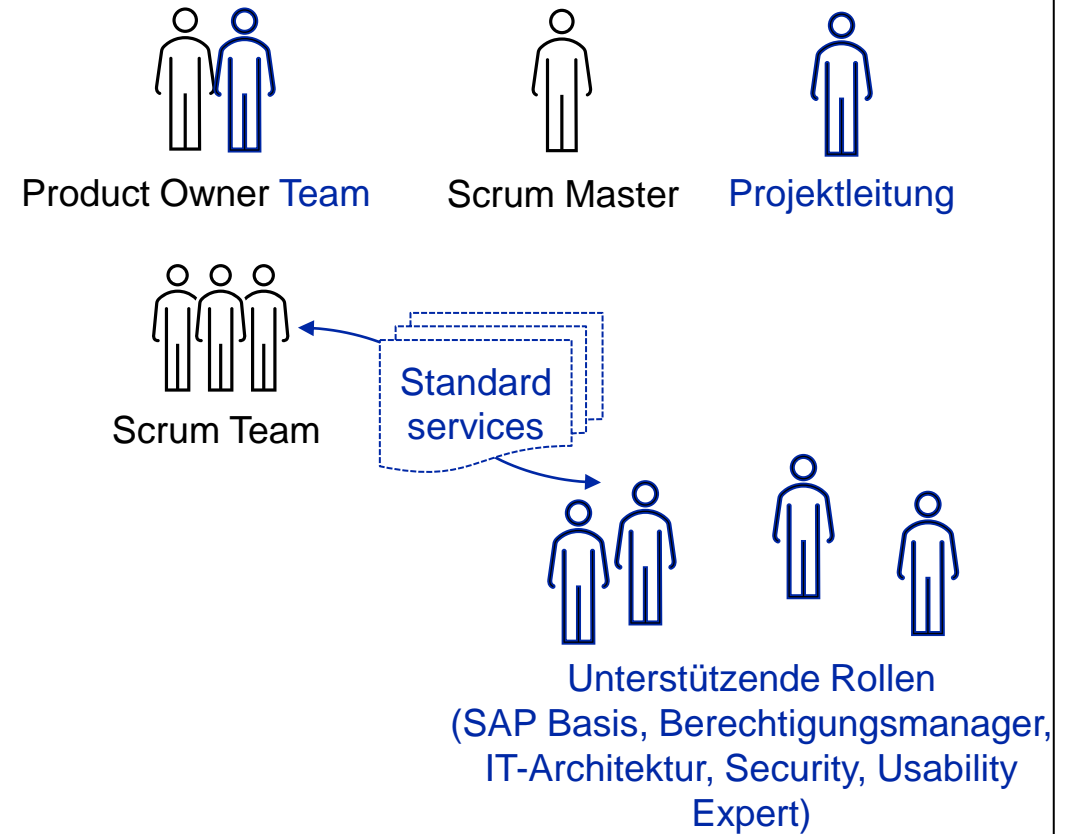 Product Owner Team
Scrum Master
Projektleitung
Scrum Team
Standard
services
Unterstützende Rollen
(SAP Basis, Berechtigungsmanager,
IT-Architektur, Security, Usability
Expert)